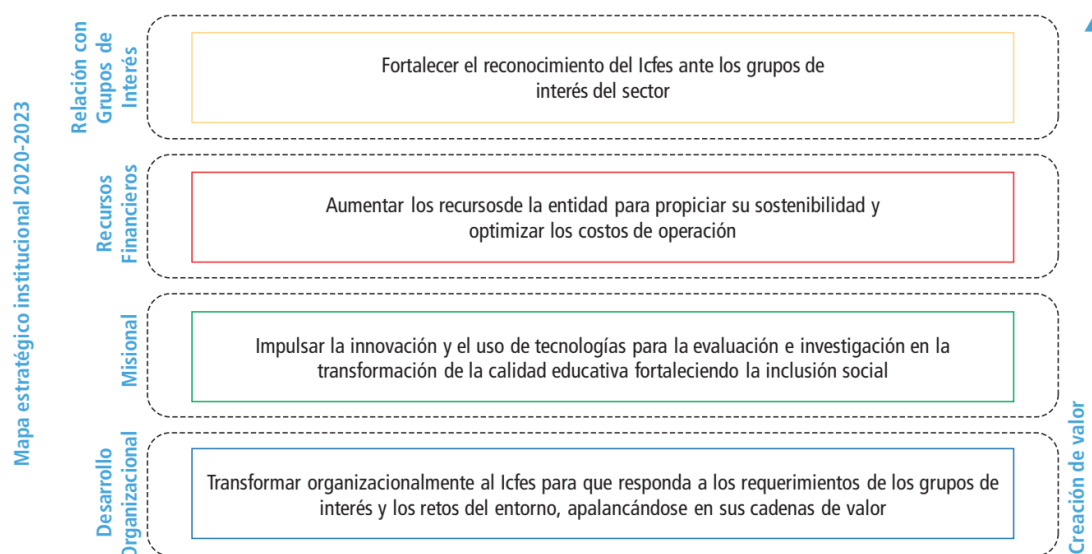 Mapa estratégico institucional 2020-2023
Relación con
Grupos de
Interés
Fortalecer el reconocimiento del Icfes ante los grupos de
interés del sector
Recursos
Financieros
Aumentar los recursosde la entidad para propiciar su sostenibilidad y
optimizar los costos de operación
Misional
Impulsar la innovación y el uso de tecnologías para la evaluación e investigación en la
transformación de la calidad educativa fortaleciendo la inclusión social
Desarrollo
Organizacional
Transformar organizacionalmente al Icfes para que responda a los requerimientos de los grupos de
interés y los retos del entorno, apalancándose en sus cadenas de valor
Creación de valor